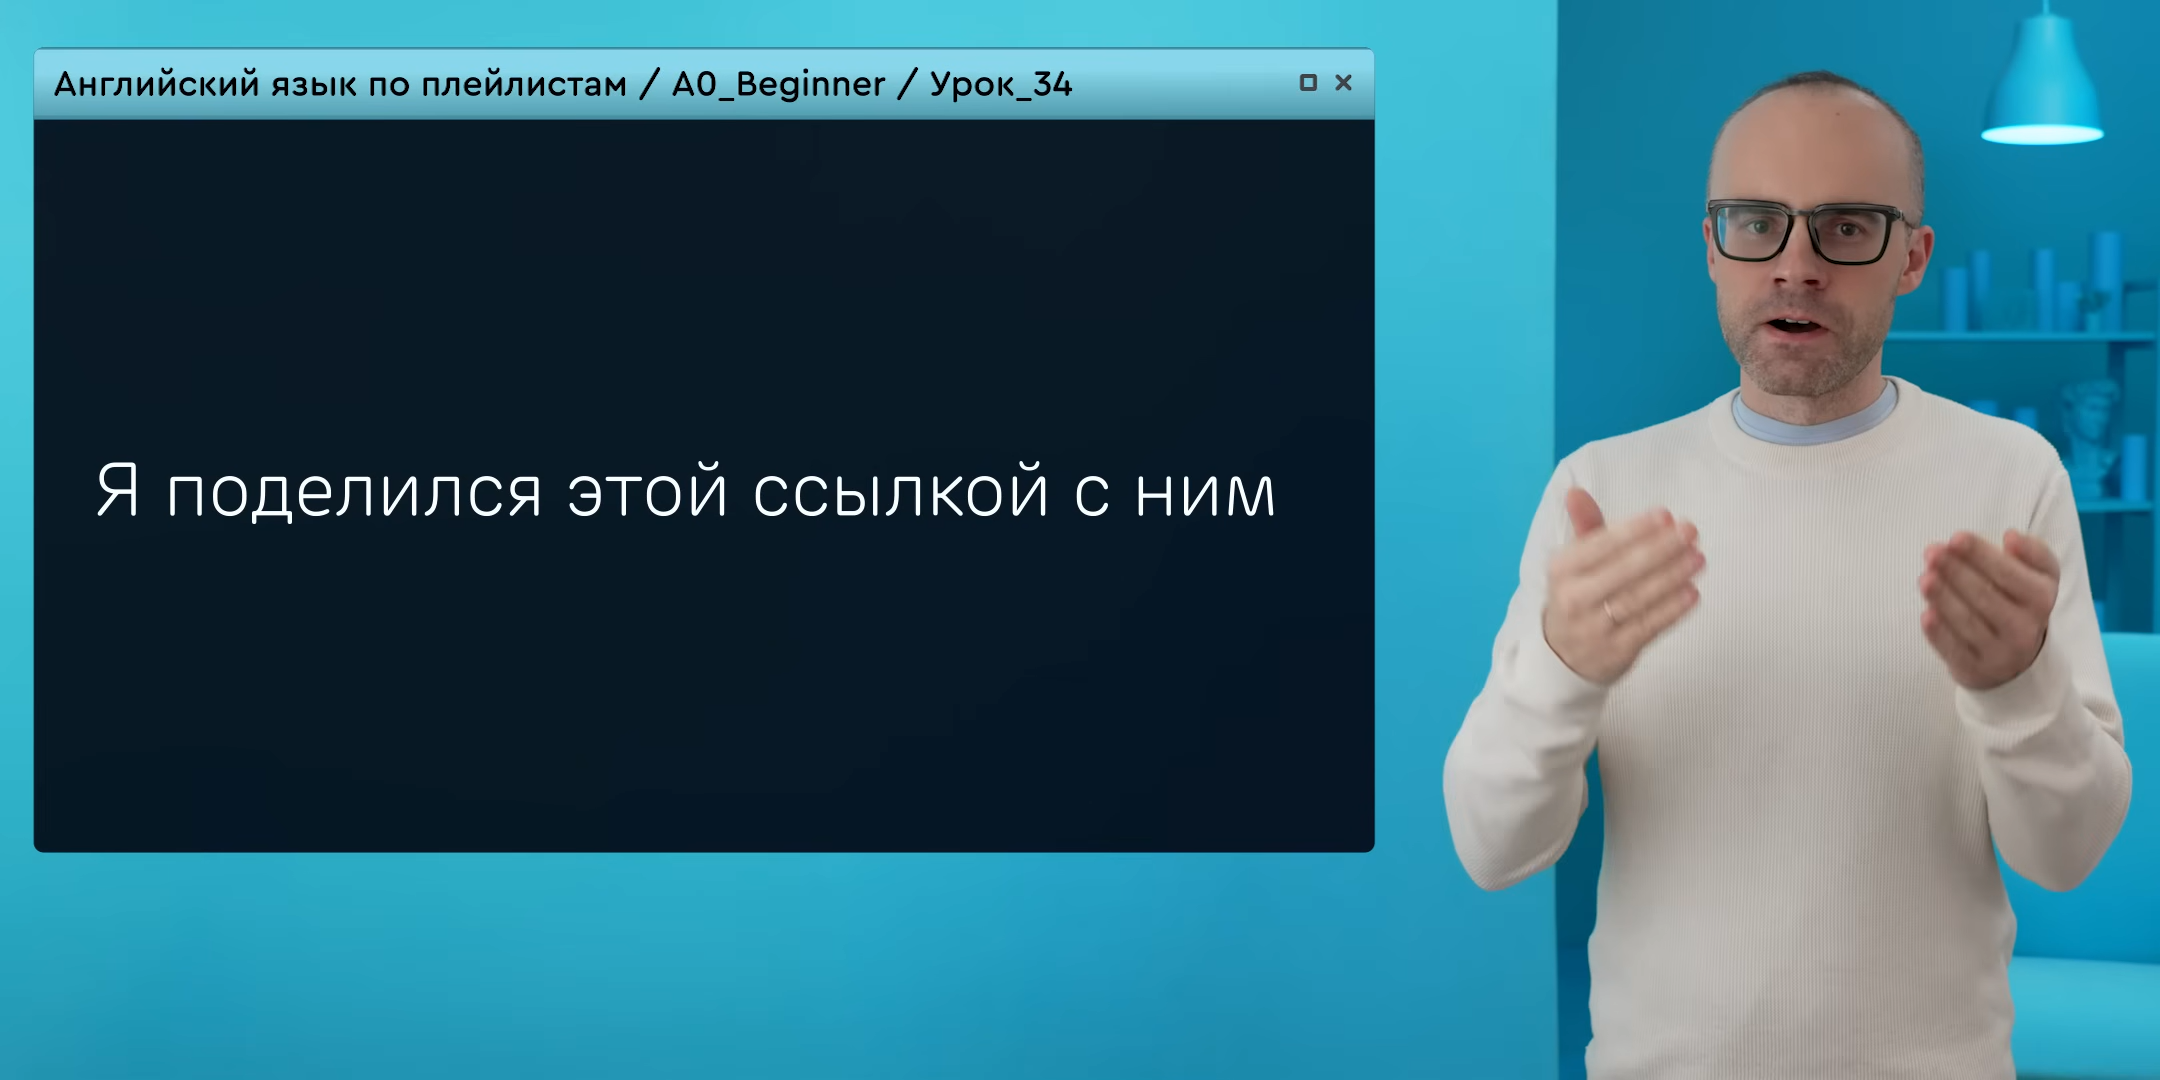 Английский язык по плейлистам / A0_Beginner / Урок_34
Я поделился этой ссылкой с ним